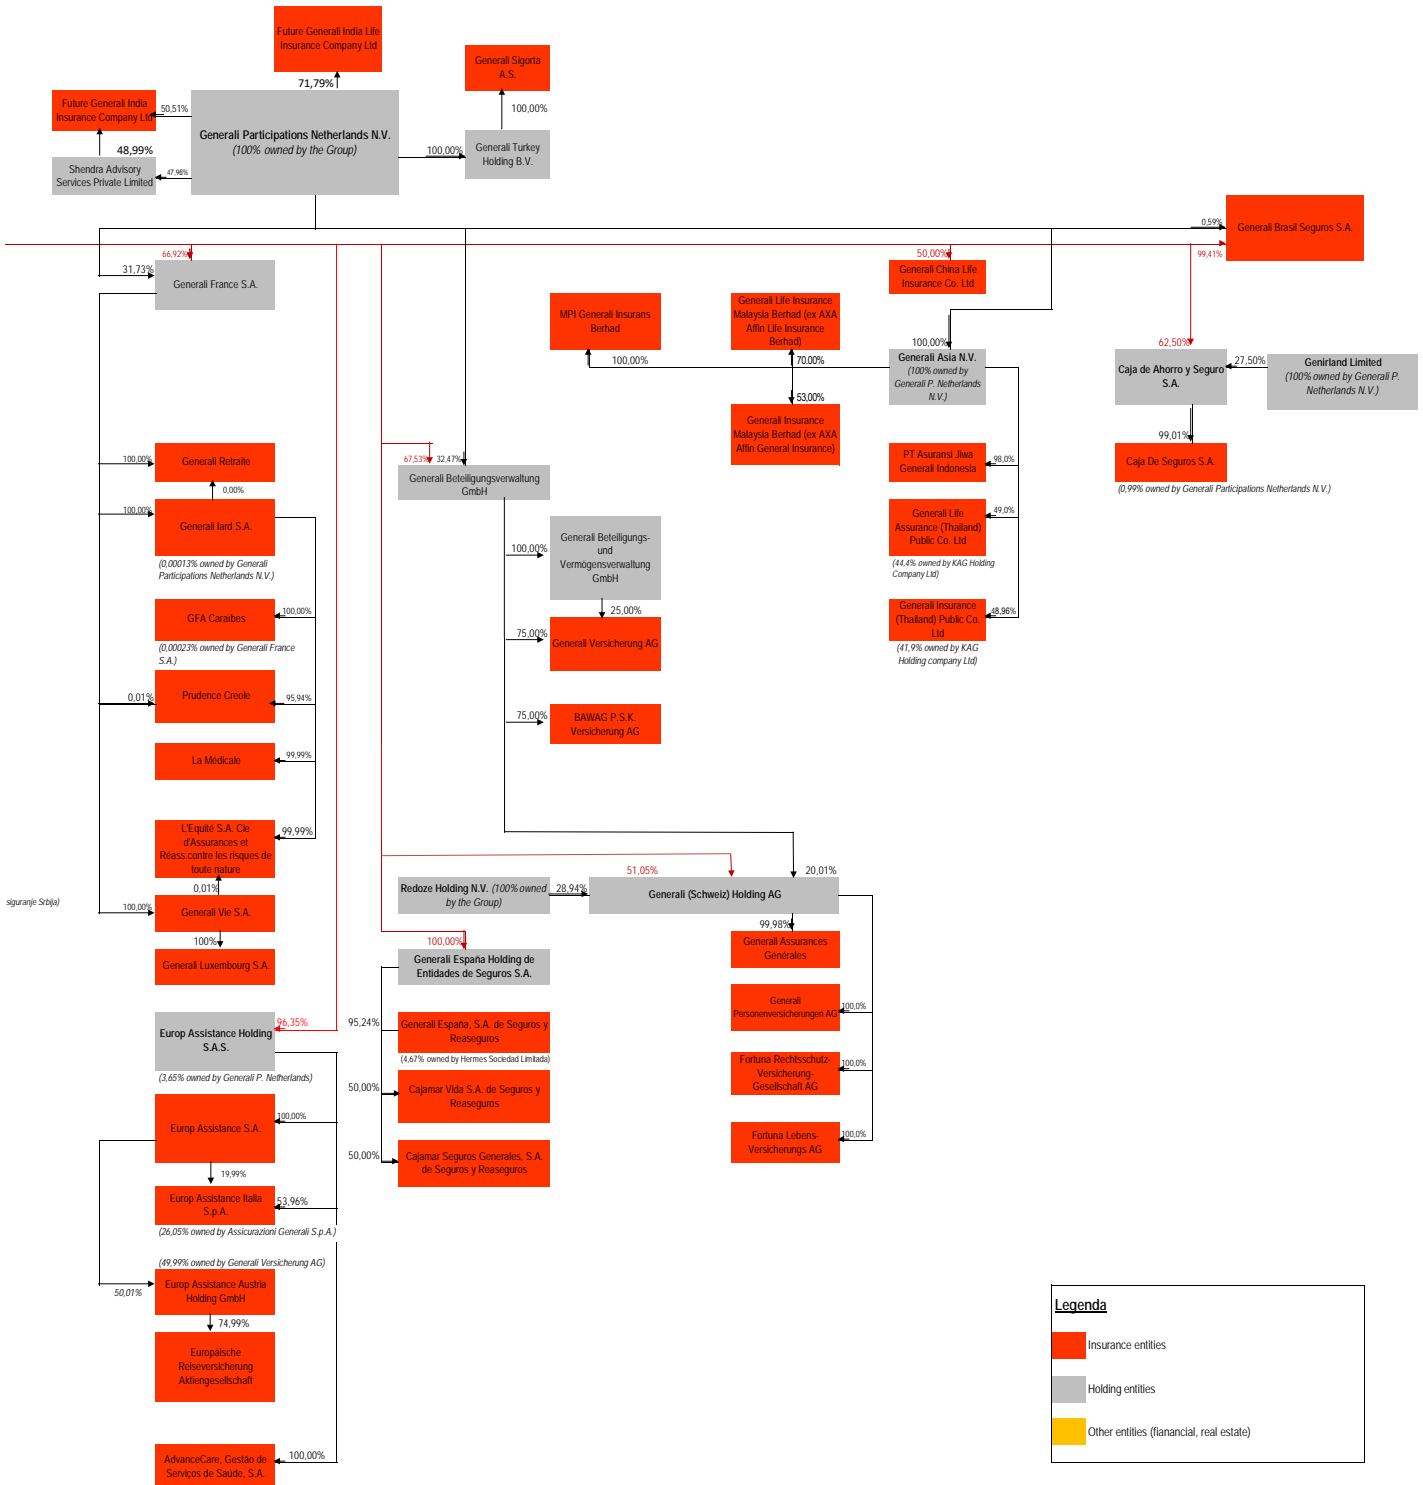 Future Generali India Life
Insurance Company Ltd
71,79%
Generali Sigorta
A.S.
100,00%
Future Generali India
Insurance Company Ltd
50,51%
Generali Participations Netherlands N.V.
(100% owned by the Group)
100,00%
Generali Turkey
Holding B.V.
48,99%
Shendra Advisory
Services Private Limited
47,98%
0,59%
Generali Brasil Seguros S.A.
99,41%
66,92%
31,73%
Generali France S.A.
50,00%
Generali China Life
Insurance Co. Ltd
MPI Generali Insurans
Berhad
100,00%
Generali Life Insurance
Malaysia Berhad (ex AXA
Affin Life Insurance
Berhad)
70.00%
53,00%
Generali Insurance
Malaysia Berhad (ex AXA
Affin General Insurance)
100,00%
Generali Asia N.V.
(100% owned by
Generali P. Netherlands
N.V.)
62,50%
Caja de Ahorro y Seguro
S.A.
27,50%
Genirland Limited
(100% owned by Generali P.
Netherlands N.V.)
99,01%
Caja De Seguros S.A.
(0,99% owned by Generali Participations Netherlands N.V.)
PT Asuransi Jiwa
Generali Indonesia
98,0%
Generali Life
Assurance (Thailand)
Public Co. Ltd
49,0%
(44,4% owned by KAG Holding
Company Ltd)
Generali Insurance
(Thailand) Public Co.
Ltd
48,96%
(41,9% owned by KAG
Holding company Ltd)
67,53%
32,47%
Generali Beteiligungsverwaltung
GmbH
100,00%
Generali Beteiligungs-
und
Vermögensverwaltung
GmbH
25,00%
75,00%
Generali Versicherung AG
75,00%
BAWAG P.S.K.
Versicherung AG
100,00%
Generali Retraite
0,00%
100,00%
Generali Iard S.A.
(0,00013% owned by Generali
Participations Netherlands N.V.)
GFA Caraïbes
100,00%
(0,00023% owned by Generali France
S.A.)
0,01%
Prudence Creole
95,94%
La Médicale
99,99%
L'Equité S.A. Cie
d'Assurances et
Réass.contre les risques de
toute nature
99,99%
0,01%
siguranje Srbija)
100,00%
Generali Vie S.A.
100%
Generali Luxembourg S.A.
Redoze Holding N.V. (100% owned
by the Group)
28,94%
51,05%
20,01%
Generali (Schweiz) Holding AG
99,98%
Generali Assurances
Générales
Generali
Personenversicherungen AG
100,0%
Fortuna Rechtsschutz-
Versicherung-
Gesellschaft AG
100,0%
Fortuna Lebens-
Versicherungs AG
100,0%
100,00%
Generali España Holding de
Entidades de Seguros S.A.
95,24%
Generali España, S.A. de Seguros y
Reaseguros
(4,67% owned by Hermes Sociedad Limitada)
50,00%
Cajamar Vida S.A. de Seguros y
Reaseguros
50,00%
Cajamar Seguros Generales, S.A.
de Seguros y Reaseguros
96,35%
Europ Assistance Holding
S.A.S.
(3,65% owned by Generali P. Netherlands)
100,00%
Europ Assistance S.A.
19,99%
Europ Assistance Italia
S.p.A.
53,96%
(26,05% owned by Assicurazioni Generali S.p.A.)
(49,99% owned by Generali Versicherung AG)
50,01%
Europ Assistance Austria
Holding GmbH
74,99%
Europäische
Reiseversicherung
Aktiengesellschaft
AdvanceCare, Gestão de
Serviços de Saúde, S.A.
100,00%
Legenda
Insurance entities
Holding entities
Other entities (fianancial, real estate)